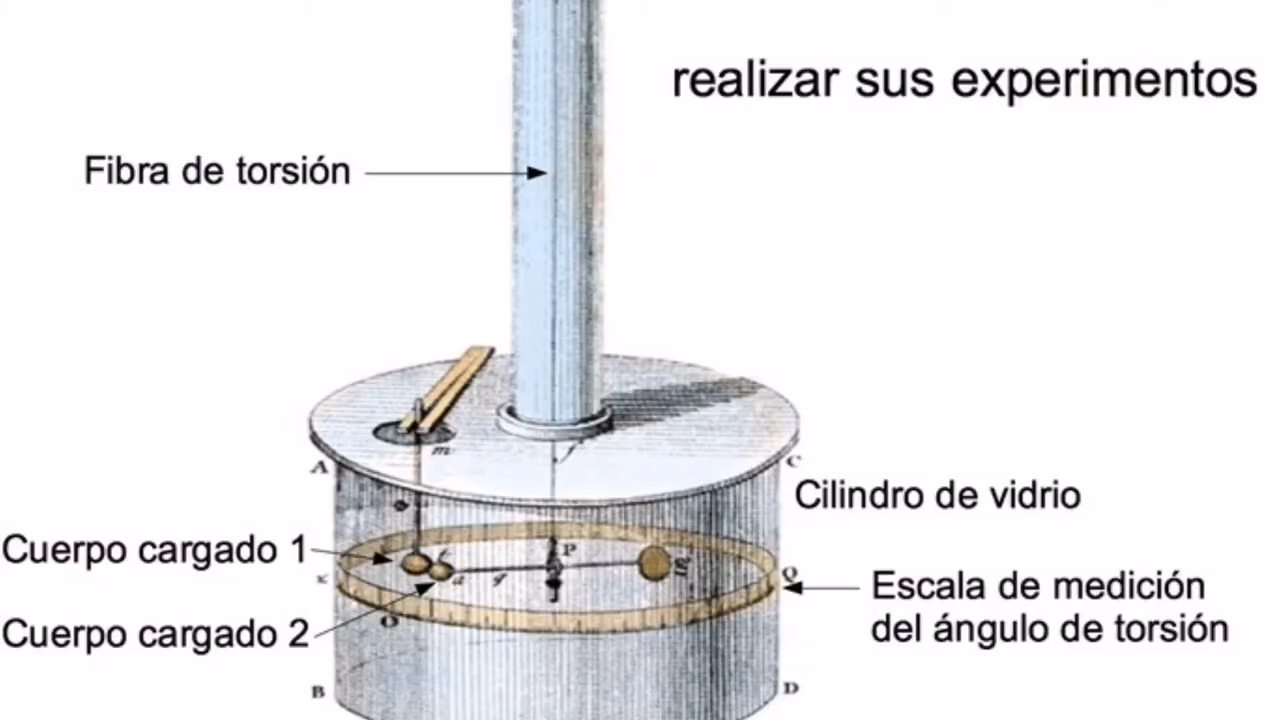 realizar sus experimentos
Fibra de torsión
m
f
A
C
Cilindro de vidrio
Cuerpo cargado 1
P
Q
a
g
Escala de medición
del ángulo de torsión
Cuerpo cargado 2
O
B
D